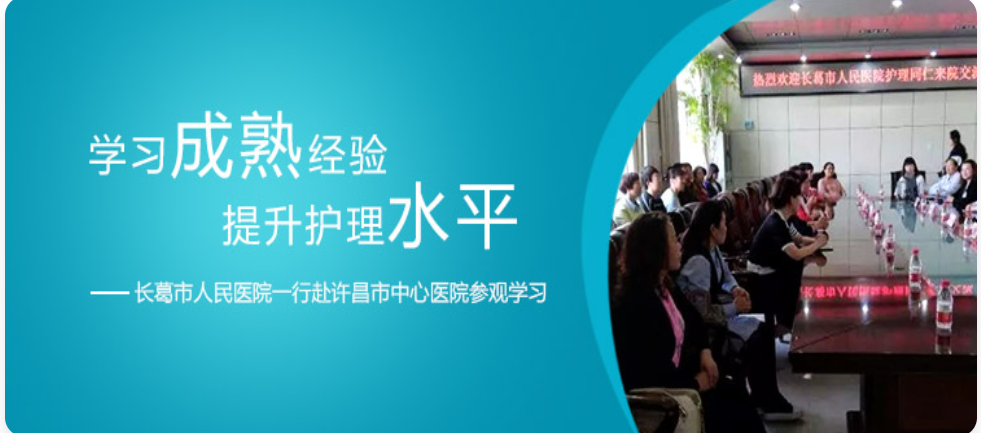 学习成熟经验
提升护理水平
—— 长葛市人民医院一行赴许昌市中心医院参观学习
热烈欢迎长葛市人民医院护理同仁来院交流